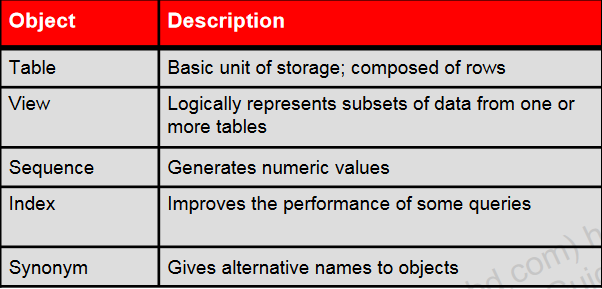 Object Description
Table Basic unit of storage; composed of rows
View Logically represents subsets of data from one or
more tables
Sequence Generates numeric values
Index Improves the performance of some queries
Synonym Gives alternative names to objects